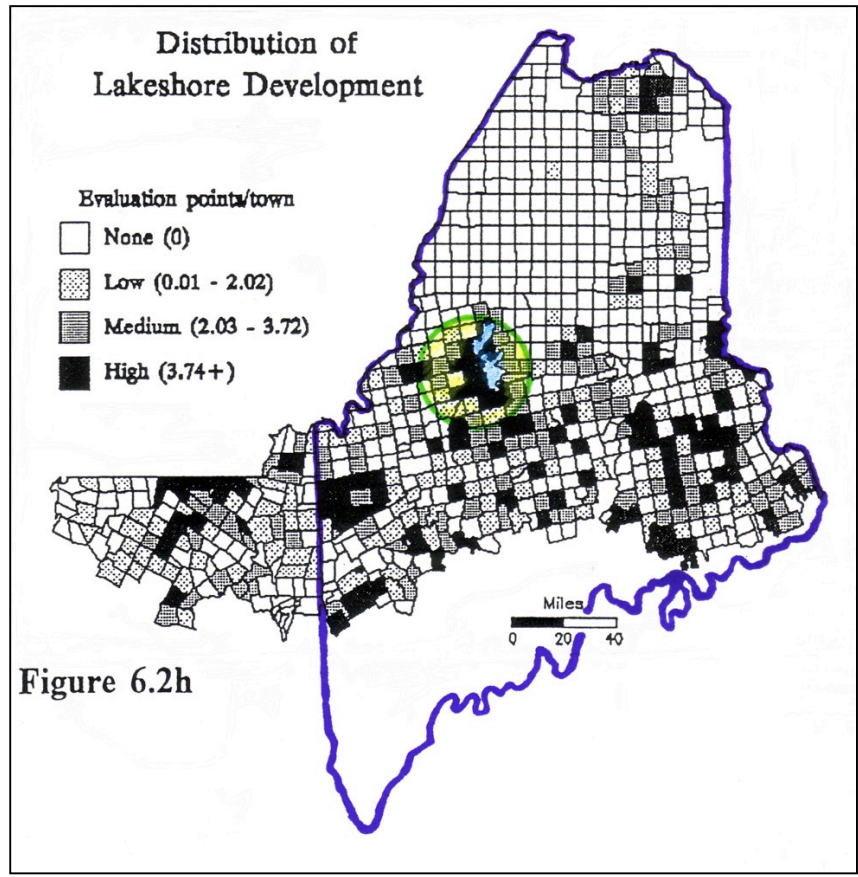 Distribution of
Lakeshore Development
Evaluation points/town
None (0)
Low (0.01 - 2.02)
Medium (2.03 - 3.72)
High (3.74+)
Miles
0 20 40
Figure 6.2h